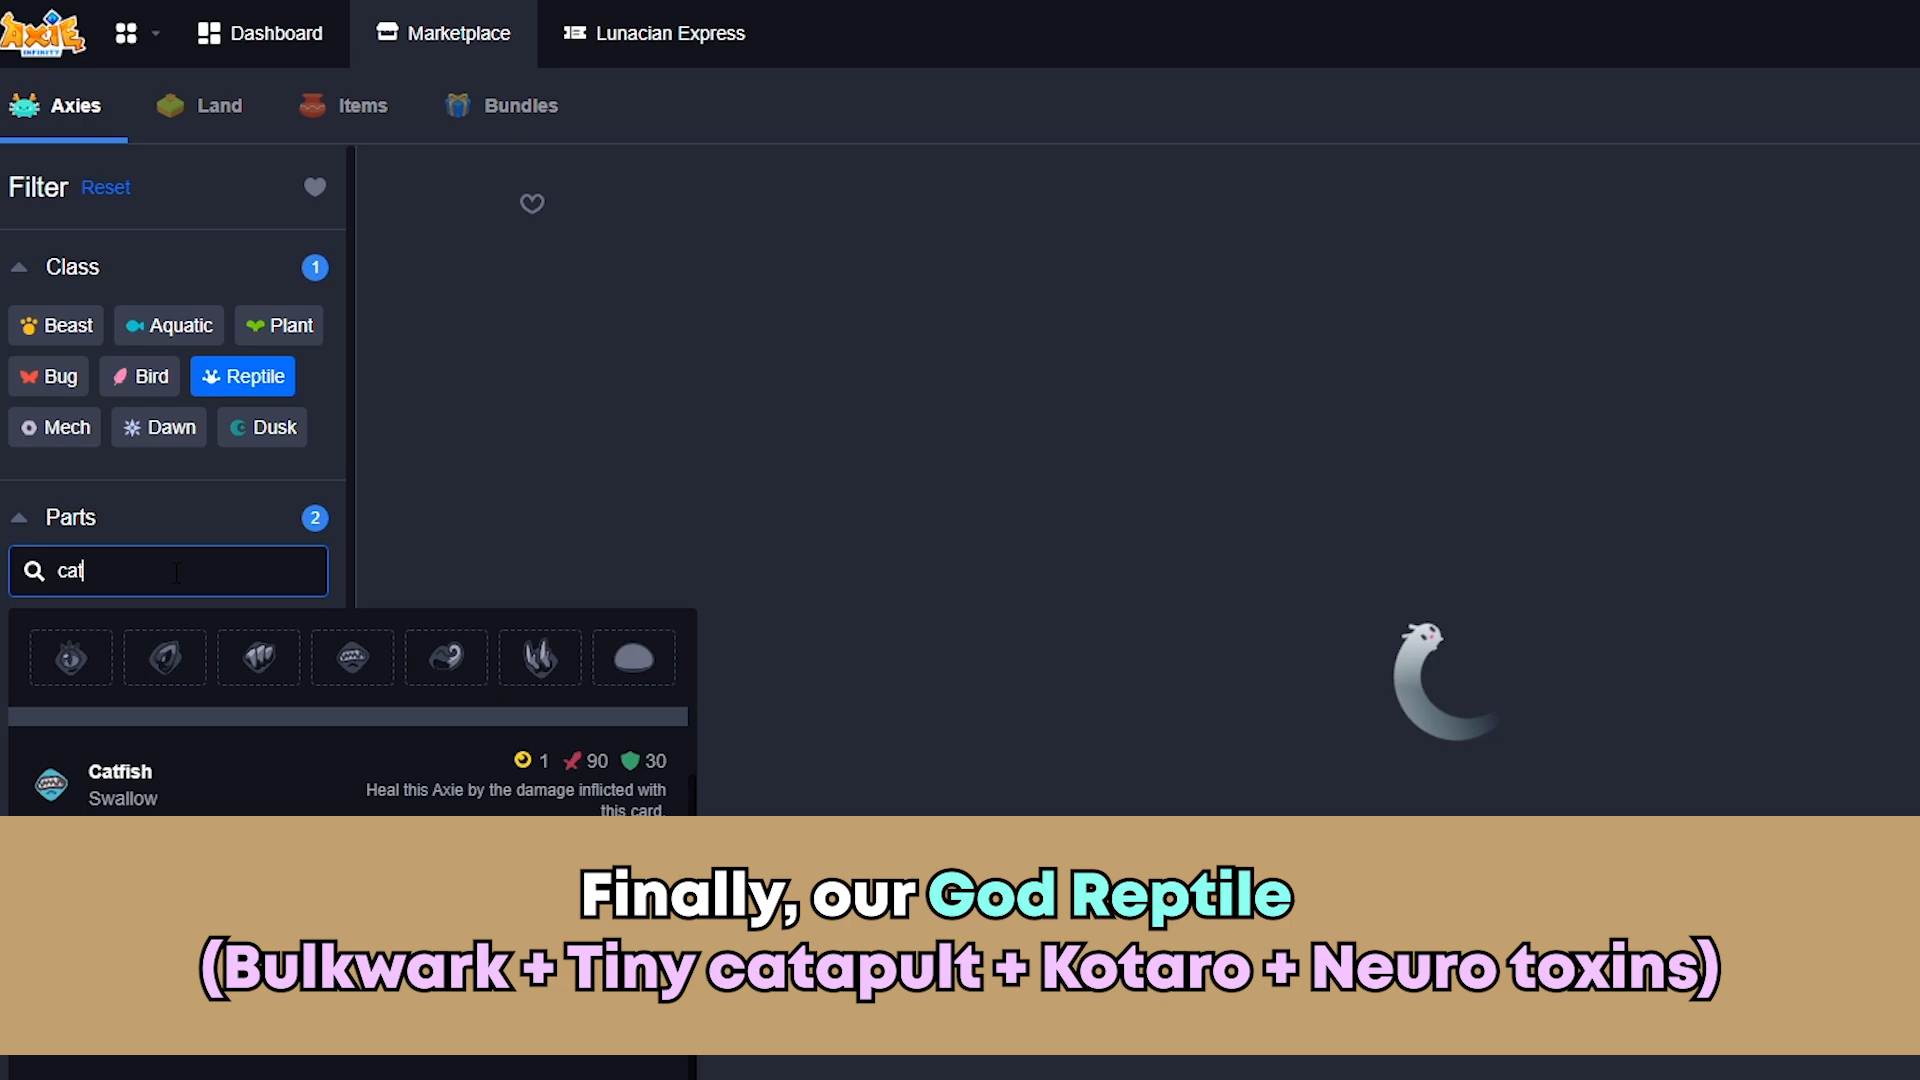 AXIE
INFINITY
Dashboard
Marketplace
Lunacian Express
Axies
Land
Items
Bundles
Filter Reset
Class
1
Beast
Aquatic
Plant
Bug
Bird
Reptile
Mech
Dawn
Dusk
Parts
2
cat
Catfish
Swallow
1 90 30
Heal this Axie by the damage inflicted with
this card.
Finally, our God Reptile
(Bulkwark + Tiny catapult + Kotaro + Neuro toxins)